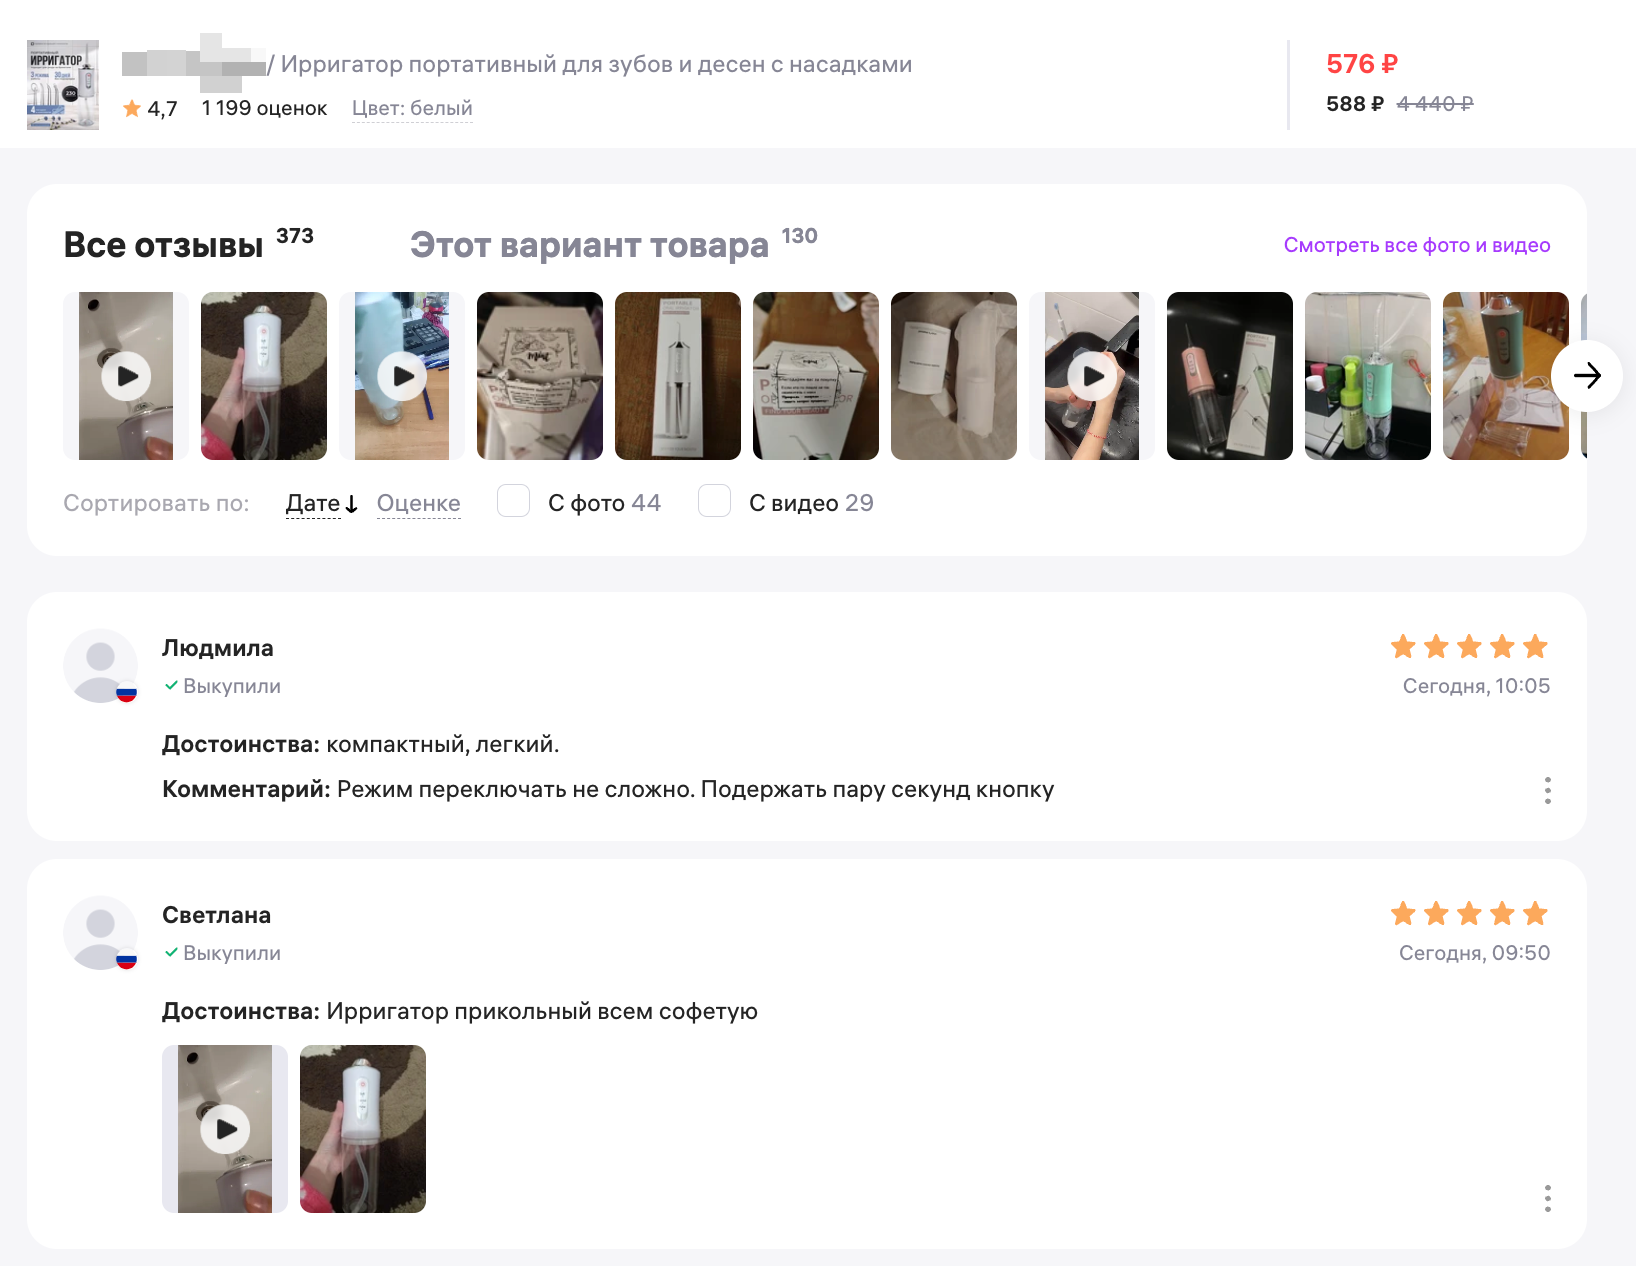 ИРРИГАТОР
/ Ирригатор портативный для зубов и десен с насадками
4,7 1 199 оценок Цвет: белый
576 ₽
588 ₽ 4 440 ₽
Все отзывы 373
Этот вариант товара 130
Смотреть все фото и видео
Сортировать по: Дате↓ Оценке С фото 44 С видео 29
Людмила
Выкупили
Сегодня, 10:05
Достоинства: компактный, легкий.
Комментарий: Режим переключать не сложно. Подержать пару секунд кнопку
Светлана
Выкупили
Сегодня, 09:50
Достоинства: Ирригатор прикольный всем софетую